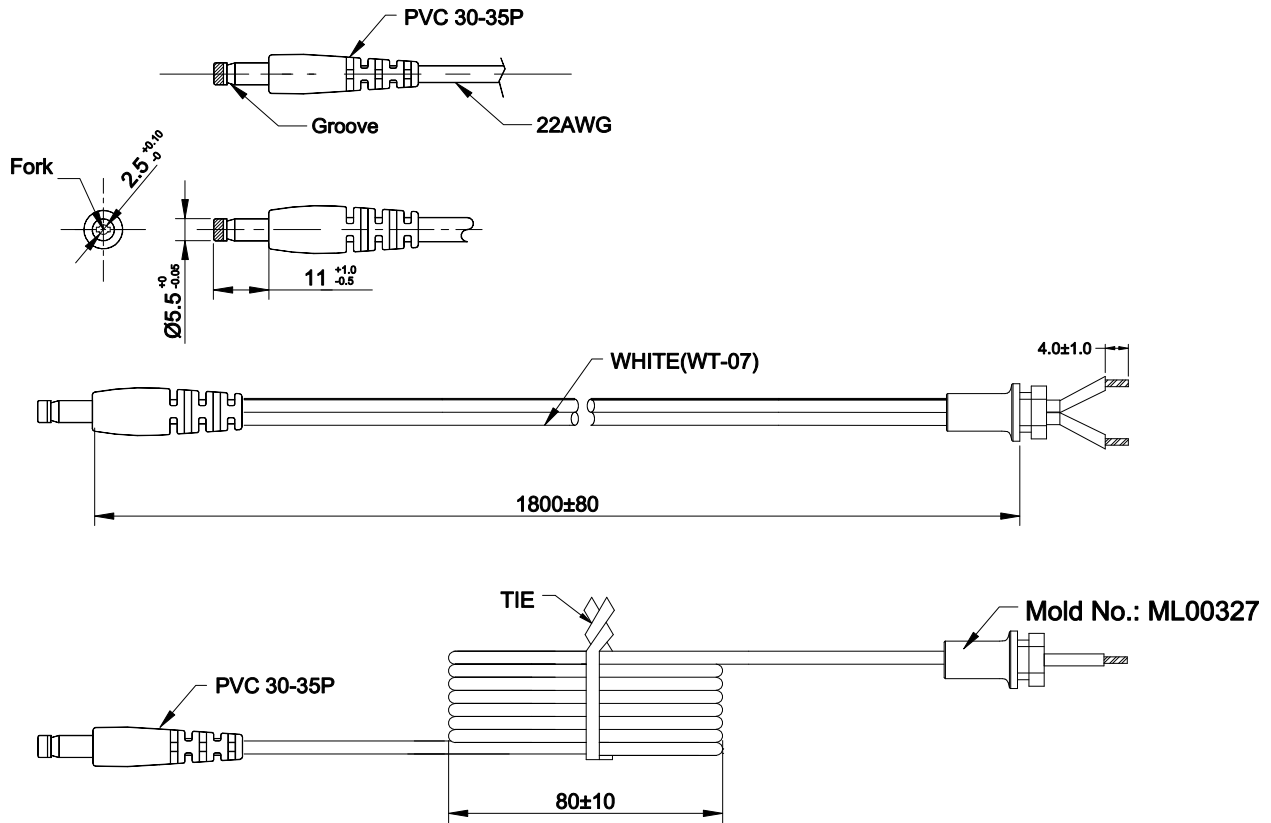 PVC 30-35P
Groove
22AWG
Fork
2.5 +0.10 -0
Ø5.5 +0 -0.05
11 +1.0 -0.5
WHITE(WT-07)
4.0±1.0
1800±80
TIE
Mold No.: ML00327
PVC 30-35P
80±10